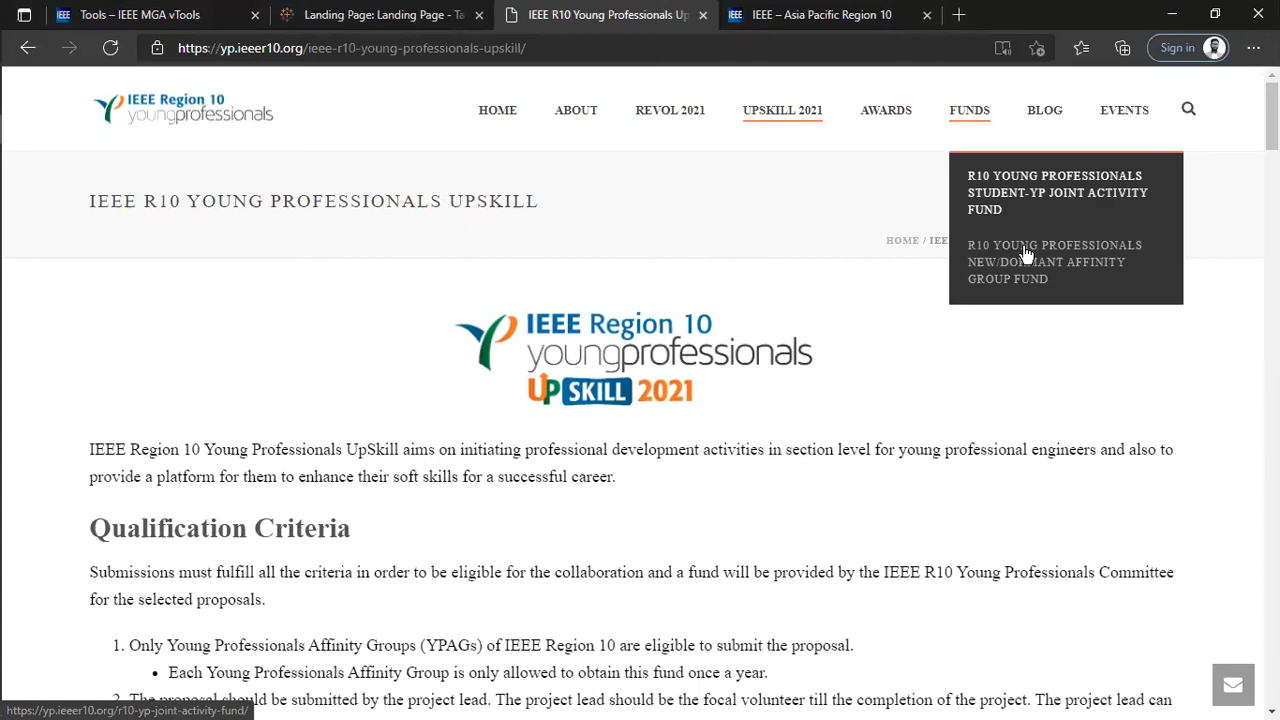 Tools – IEEE MGA vTools
Landing Page: Landing Page - Ta
IEEE R10 Young Professionals Up
IEEE – Asia Pacific Region 10
https://yp.ieeer10.org/ieee-r10-young-professionals-upskill/
Sign in
IEEE Region 10
youngprofessionals
HOME
ABOUT
REVOL 2021
UPSKILL 2021
AWARDS
FUNDS
BLOG
EVENTS
R10 YOUNG PROFESSIONALS
STUDENT-YP JOINT ACTIVITY
FUND
R10 YOUNG PROFESSIONALS
NEW/DORMANT AFFINITY
GROUP FUND
IEEE R10 YOUNG PROFESSIONALS UPSKILL
HOME / IEE
IEEE Region 10
youngprofessionals
UPSKILL 2021
IEEE Region 10 Young Professionals UpSkill aims on initiating professional development activities in section level for young professional engineers and also to
provide a platform for them to enhance their soft skills for a successful career.
Qualification Criteria
Submissions must fulfill all the criteria in order to be eligible for the collaboration and a fund will be provided by the IEEE R10 Young Professionals Committee
for the selected proposals.
1. Only Young Professionals Affinity Groups (YPAGs) of IEEE Region 10 are eligible to submit the proposal.
• Each Young Professionals Affinity Group is only allowed to obtain this fund once a year.
2. The proposal should be submitted by the project lead. The project lead should be the focal volunteer till the completion of the project. The project lead can
https://yp.ieeer10.org/r10-yp-joint-activity-fund/